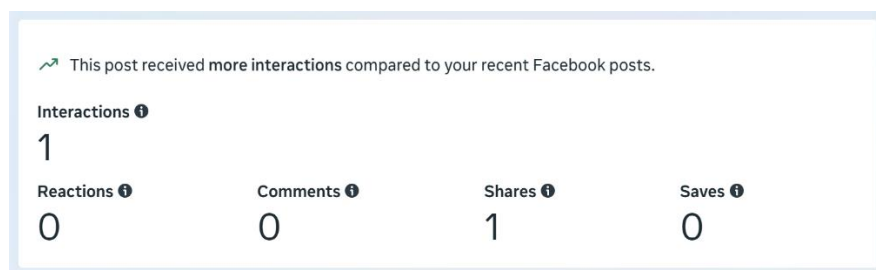 This post received more interactions compared to your recent Facebook posts.
Interactions
1
Reactions Comments Shares Saves
0 0 1 0